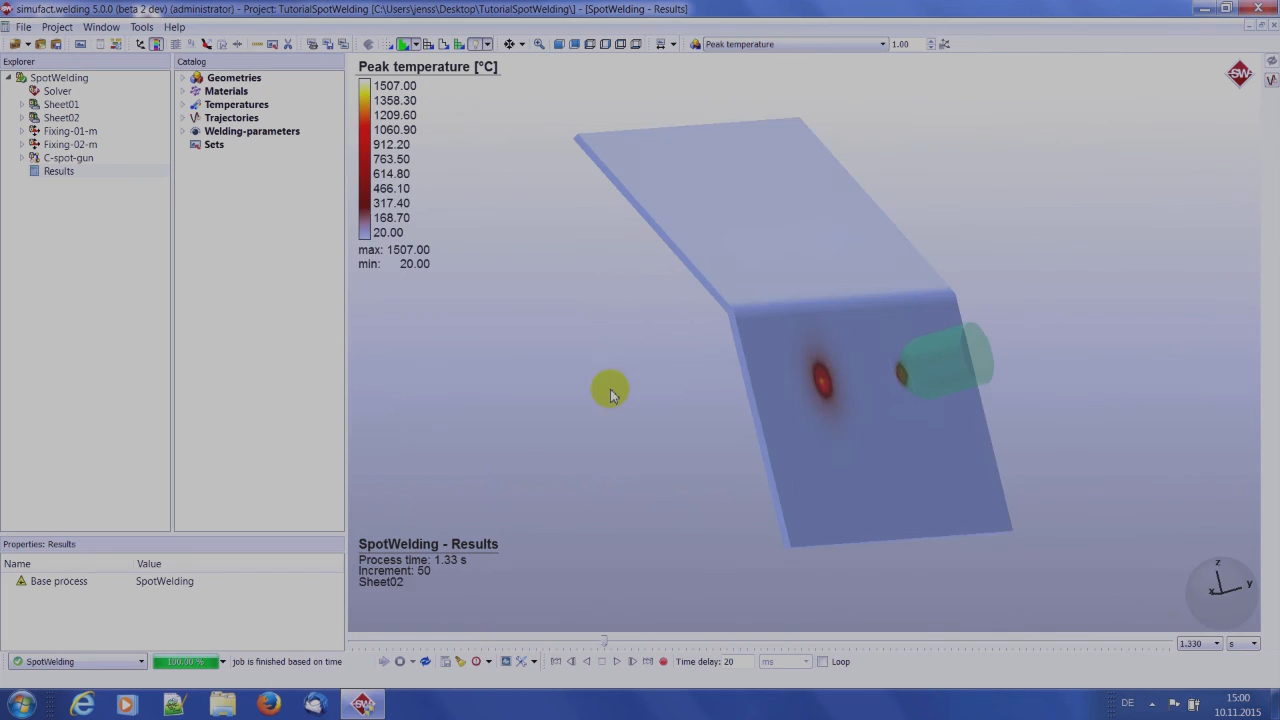 simufact.welding 5.0.0 (beta 2 dev) (administrator) - Project: TutorialSpotWelding [C:\Users\jenss\Desktop\TutorialSpotWelding\] - [SpotWelding - Results]
File Project Window Tools Help
Peak temperature 1.00
Explorer
SpotWelding
Solver
Sheet01
Sheet02
Fixing-01-m
Fixing-02-m
C-spot-gun
Results
Catalog
Geometries
Materials
Temperatures
Trajectories
Welding-parameters
Sets
Peak temperature [°C]
1507.00
1358.30
1209.60
1060.90
912.20
763.50
614.80
466.10
317.40
168.70
20.00
max: 1507.00
min: 20.00
SW
SpotWelding - Results
Process time: 1.33 s
Increment: 50
Sheet02
z
y
x
Properties: Results
Name Value
Base process SpotWelding
1.330 s
SpotWelding 100.00 % job is finished based on time Time delay: 20 ms Loop
SW
DE
15:00
10.11.2015